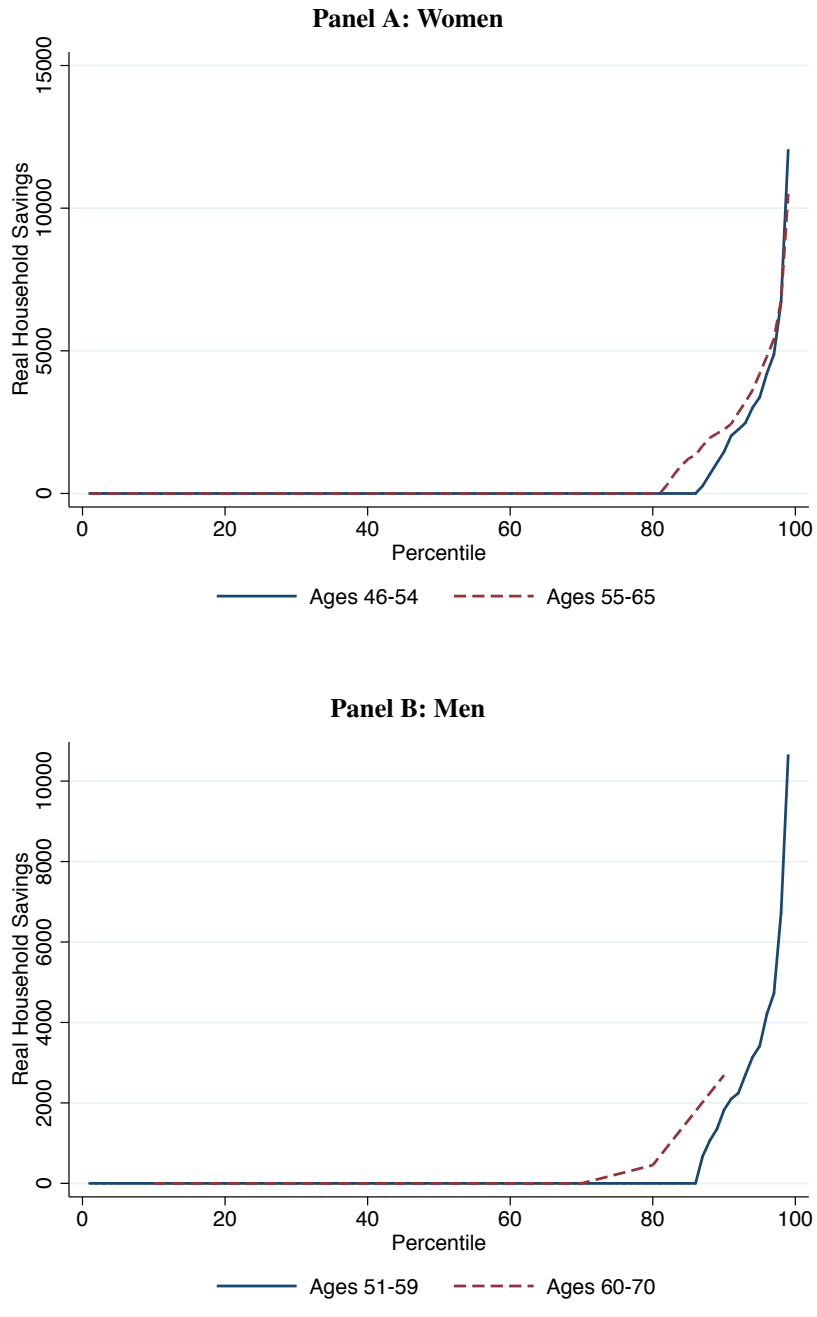 Panel A: Women
Real Household Savings
15000
10000
5000
0
0 20 40 60 80 100
Percentile
Ages 46-54 Ages 55-65
Panel B: Men
Real Household Savings
10000
8000
6000
4000
2000
0
0 20 40 60 80 100
Percentile
Ages 51-59 Ages 60-70